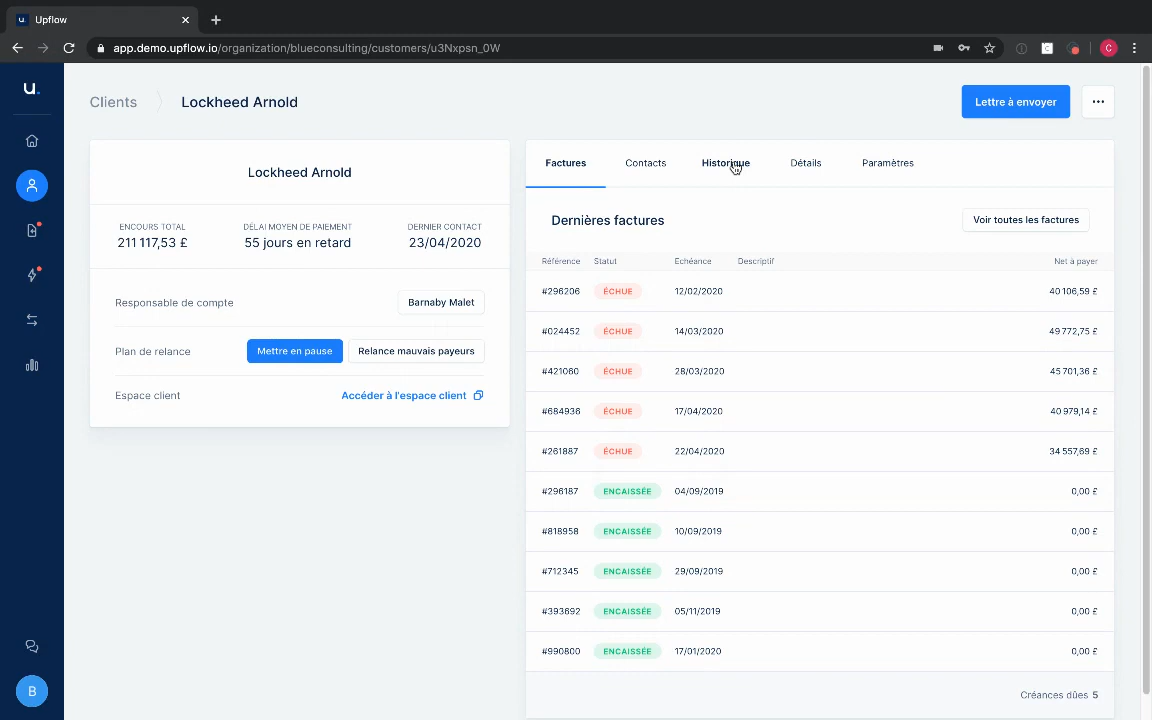 Upflow
app.demo.upflow.io/organization/blueconsulting/customers/u3Nxpsn_0W
C
u.
Clients
Lockheed Arnold
Lettre à envoyer
Lockheed Arnold
ENCOURS TOTAL
211 117,53 £
DÉLAI MOYEN DE PAIEMENT
55 jours en retard
DERNIER CONTACT
23/04/2020
Responsable de compte
Barnaby Malet
Plan de relance
Mettre en pause
Relance mauvais payeurs
Espace client
Accéder à l'espace client
Factures
Contacts
Historique
Détails
Paramètres
Dernières factures
Voir toutes les factures
Référence Statut Echéance Descriptif Net à payer
#296206 ÉCHUE 12/02/2020 40 106,59 £
#024452 ÉCHUE 14/03/2020 49 772,75 £
#421060 ÉCHUE 28/03/2020 45 701,36 £
#684936 ÉCHUE 17/04/2020 40 979,14 £
#261887 ÉCHUE 22/04/2020 34 557,69 £
#296187 ENCAISSÉE 04/09/2019 0,00 £
#818958 ENCAISSÉE 10/09/2019 0,00 £
#712345 ENCAISSÉE 29/09/2019 0,00 £
#393692 ENCAISSÉE 05/11/2019 0,00 £
#990800 ENCAISSÉE 17/01/2020 0,00 £
Créances dûes 5
B